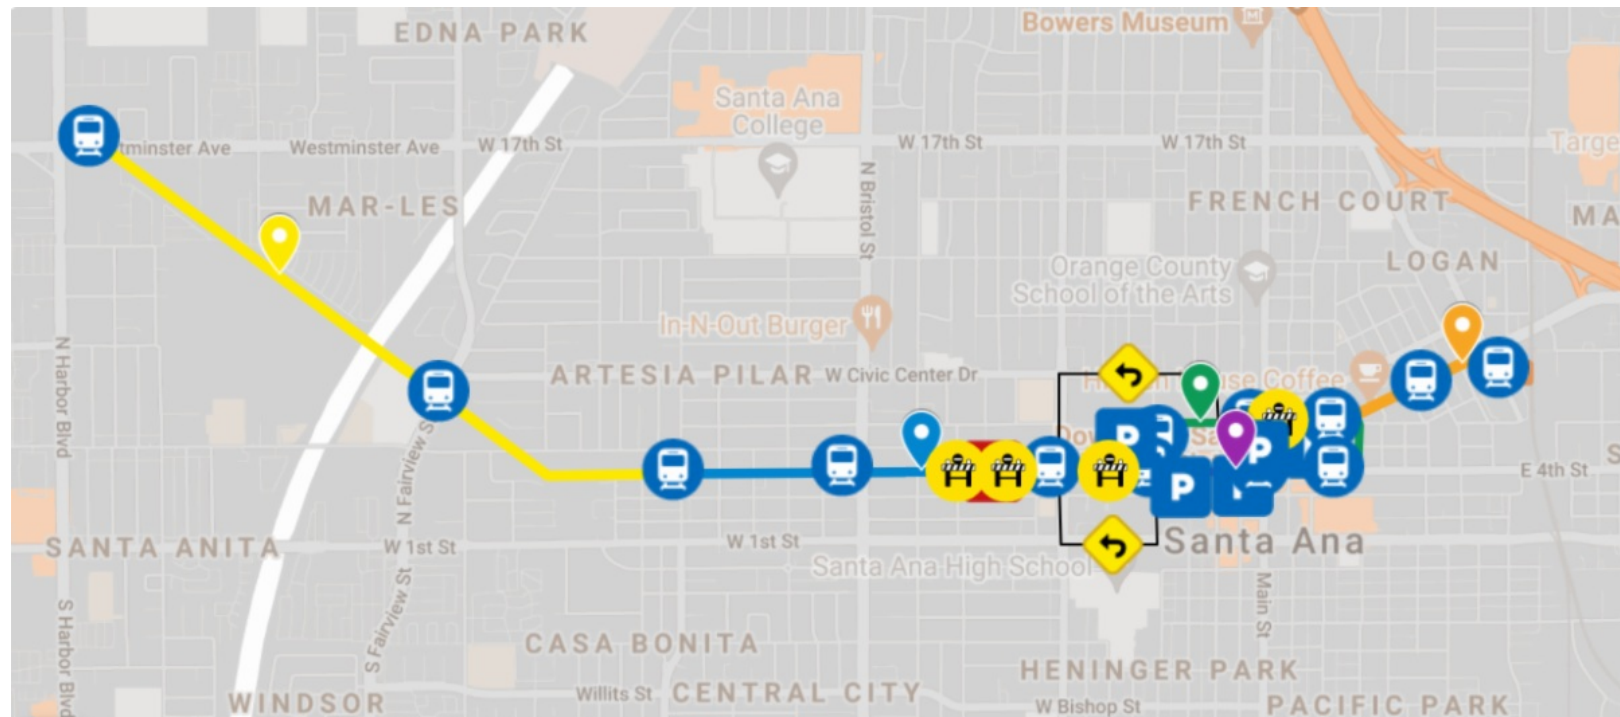 EDNA PARK
Bowers Museum
Santa Ana
College
tminster Ave
Westminster Ave
W 17th St
W 17th St
W 17th St
Targe
MAR-LES
N Bristol St
FRENCH COURT
MA
LOGAN
Orange County
School of the Arts
In-N-Out Burger
N Harbor Blvd
ARTESIA PILAR
W Civic Center Dr
se Coffee
P
P
P
N Fairview S
E 4th St
S
SANTA ANITA
W 1st St
W 1st St
Santa Ana
Santa Ana High School
S Fairview St
Main St
S Harbor Blvd
CASA BONITA
HENINGER PARK
WINDSOR
Willits St
CENTRAL CITY
W Bishop St
PACIFIC PARK